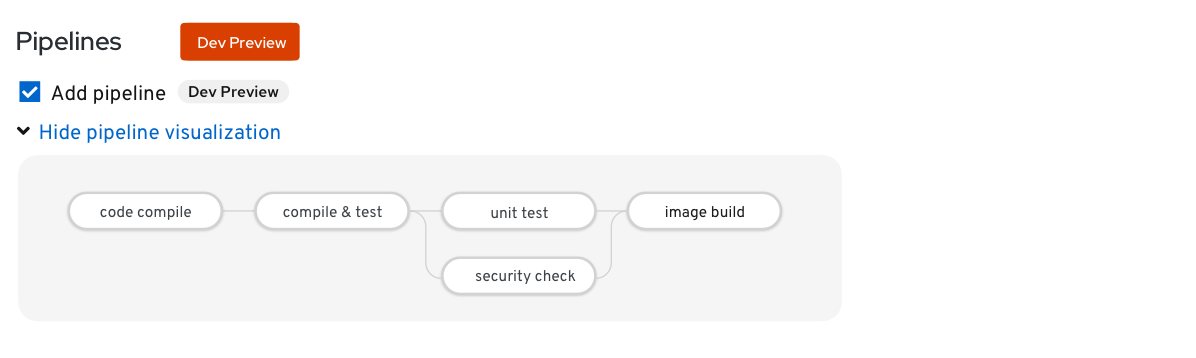 Pipelines Dev Preview
Add pipeline Dev Preview
Hide pipeline visualization
code compile compile & test unit test image build
security check